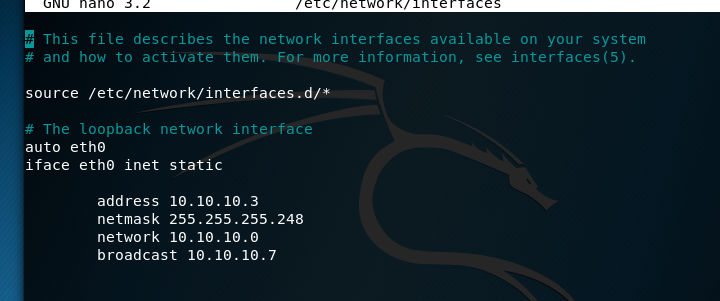 GNU nano 3.2 /etc/network/interfaces
# This file describes the network interfaces available on your system
# and how to activate them. For more information, see interfaces(5).
source /etc/network/interfaces.d/*
# The loopback network interface
auto eth0
iface eth0 inet static
address 10.10.10.3
netmask 255.255.255.248
network 10.10.10.0
broadcast 10.10.10.7